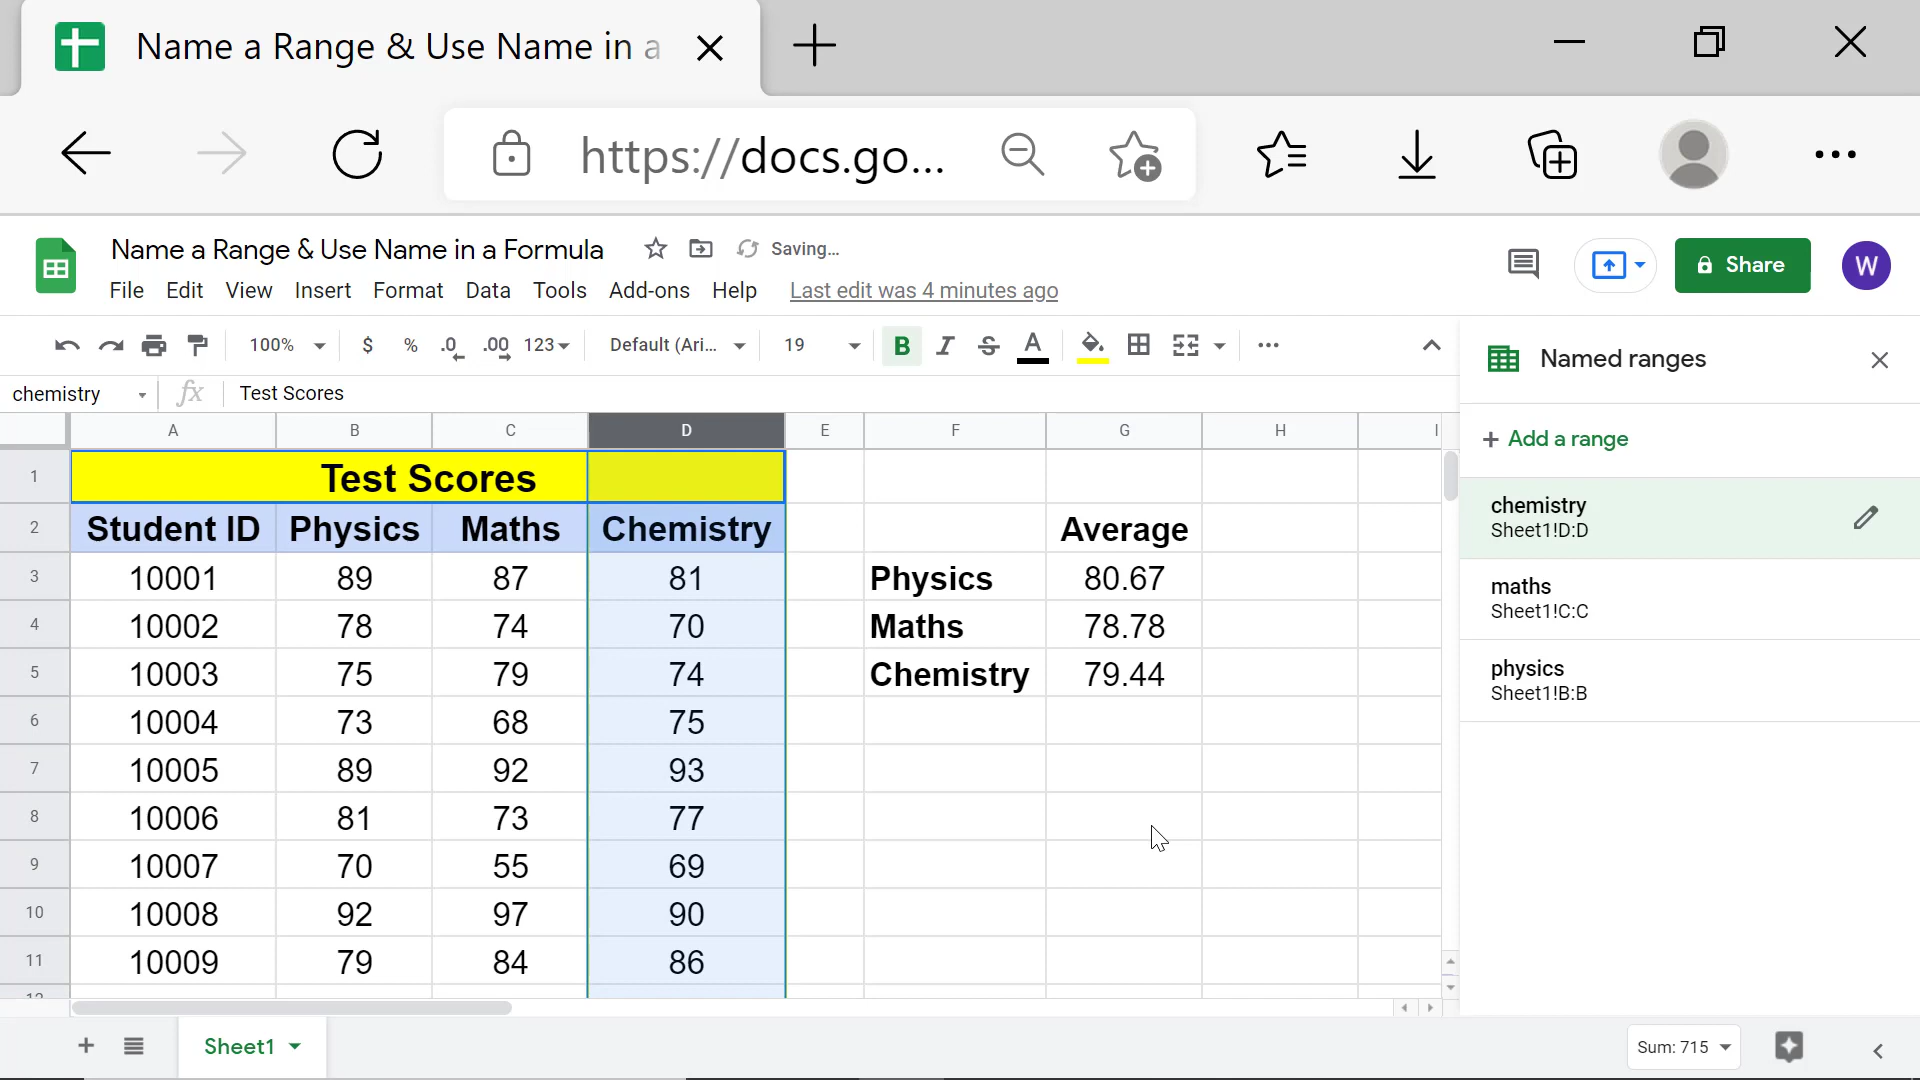 Name a Range & Use Name in a
https://docs.go...
Name a Range & Use Name in a Formula Saving...
File Edit View Insert Format Data Tools Add-ons Help Last edit was 4 minutes ago
Share
W
100% $ % .0 .00 123 Default (Ari... 19 B I S A
Named ranges
chemistry fx Test Scores
+ Add a range
A B C D E F G H I
1 Test Scores
2 Student ID Physics Maths Chemistry Average
3 10001 89 87 81 Physics 80.67
4 10002 78 74 70 Maths 78.78
5 10003 75 79 74 Chemistry 79.44
6 10004 73 68 75
7 10005 89 92 93
8 10006 81 73 77
9 10007 70 55 69
10 10008 92 97 90
11 10009 79 84 86
12
chemistry
Sheet1!D:D
maths
Sheet1!C:C
physics
Sheet1!B:B
Sheet1
Sum: 715